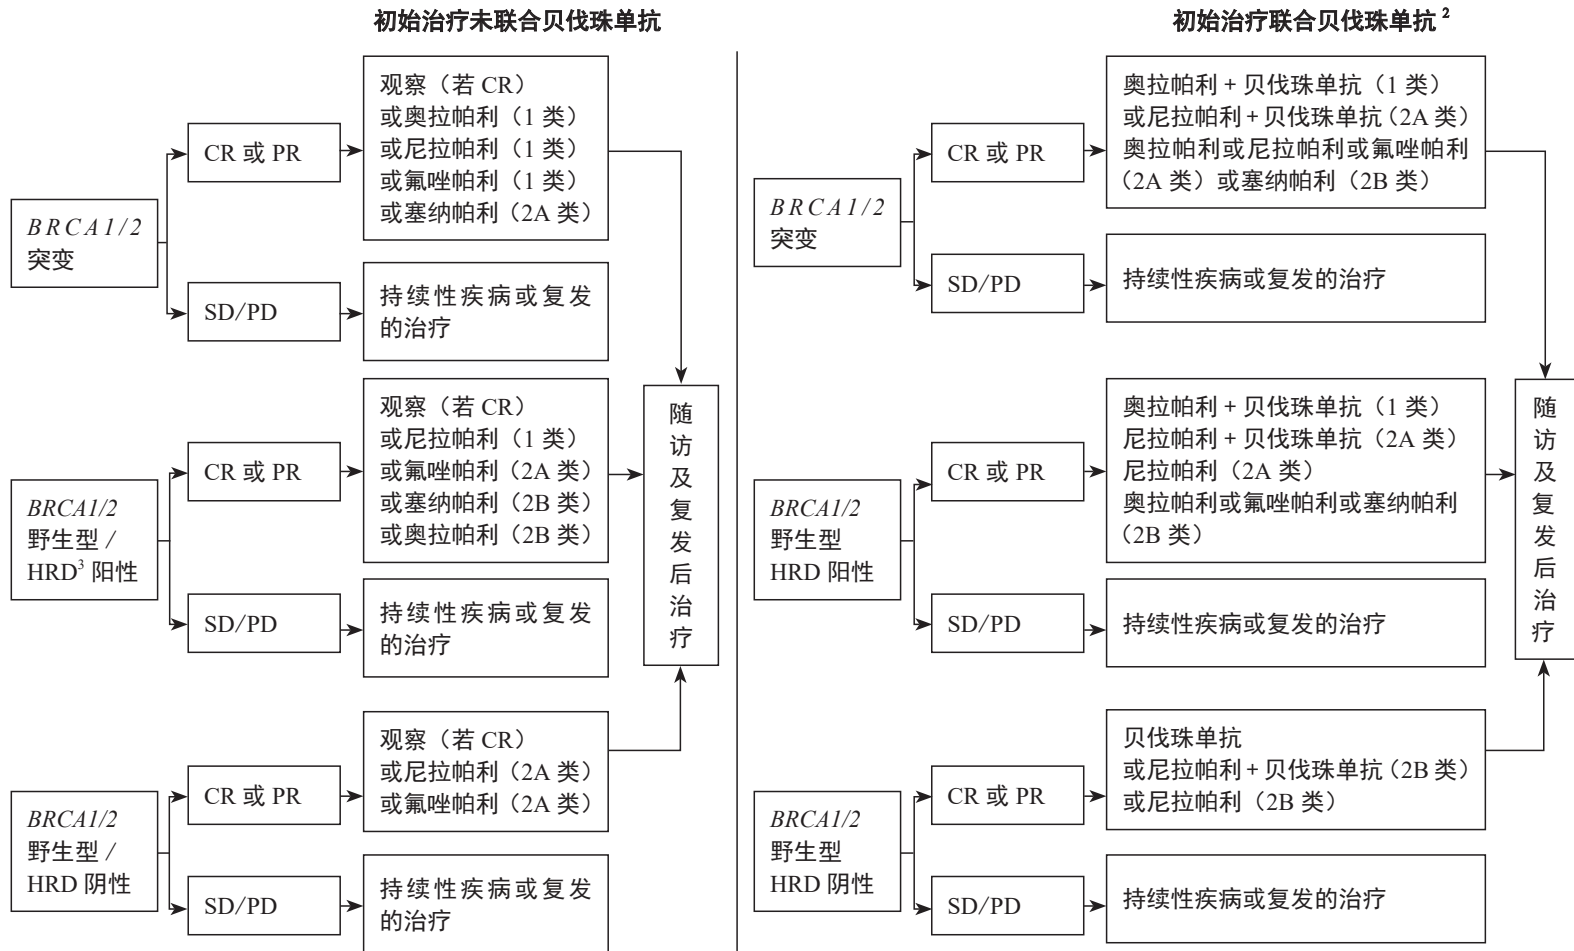 初始治疗未联合贝伐珠单抗
BRCA1/2
突变
CR 或 PR
观察（若 CR）
或奥拉帕利（1 类）
或尼拉帕利（1 类）
或氟唑帕利（1 类）
或塞纳帕利（2A 类）
SD/PD
持续性疾病或复发
的治疗
BRCA1/2
野生型 /
HRD³ 阳性
CR 或 PR
观察（若 CR）
或尼拉帕利（1 类）
或氟唑帕利（2A 类）
或塞纳帕利（2B 类）
或奥拉帕利（2B 类）
SD/PD
持续性疾病或复发
的治疗
BRCA1/2
野生型 /
HRD 阴性
CR 或 PR
观察（若 CR）
或尼拉帕利（2A 类）
或氟唑帕利（2A 类）
SD/PD
持续性疾病或复发
的治疗
随访及复发后治疗
初始治疗联合贝伐珠单抗²
BRCA1/2
突变
CR 或 PR
奥拉帕利 + 贝伐珠单抗（1 类）
或尼拉帕利 + 贝伐珠单抗（2A 类）
奥拉帕利或尼拉帕利或氟唑帕利
（2A 类）或塞纳帕利（2B 类）
SD/PD
持续性疾病或复发的治疗
BRCA1/2
野生型
HRD 阳性
CR 或 PR
奥拉帕利 + 贝伐珠单抗（1 类）
尼拉帕利 + 贝伐珠单抗（2A 类）
尼拉帕利（2A 类）
奥拉帕利或氟唑帕利或塞纳帕利
（2B 类）
SD/PD
持续性疾病或复发的治疗
BRCA1/2
野生型
HRD 阴性
CR 或 PR
贝伐珠单抗
或尼拉帕利 + 贝伐珠单抗（2B 类）
或尼拉帕利（2B 类）
SD/PD
持续性疾病或复发的治疗
随访及复发后治疗